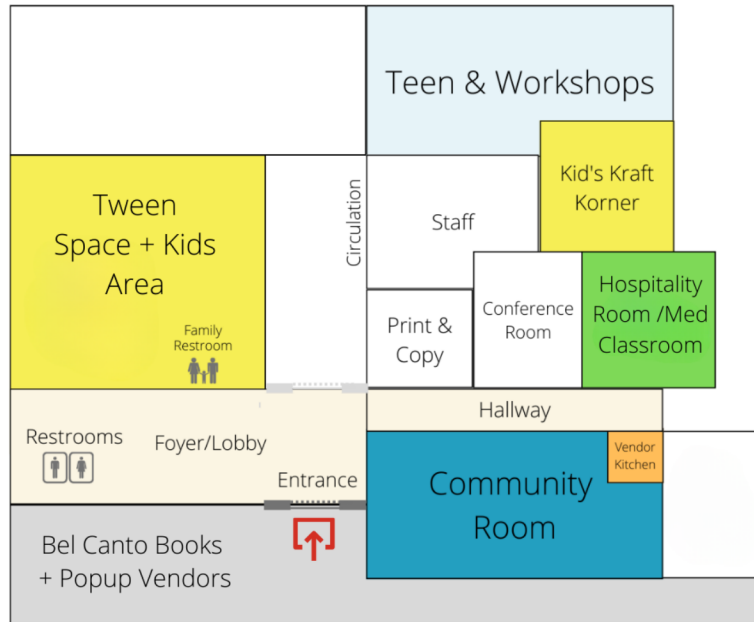 Teen & Workshops
Kid's Kraft
Korner
Tween
Space + Kids
Area
Circulation
Staff
Family
Restroom
Print &
Copy
Conference
Room
Hospitality
Room /Med
Classroom
Hallway
Restrooms
Foyer/Lobby
Entrance
Vendor
Kitchen
Community
Room
Bel Canto Books
+ Popup Vendors